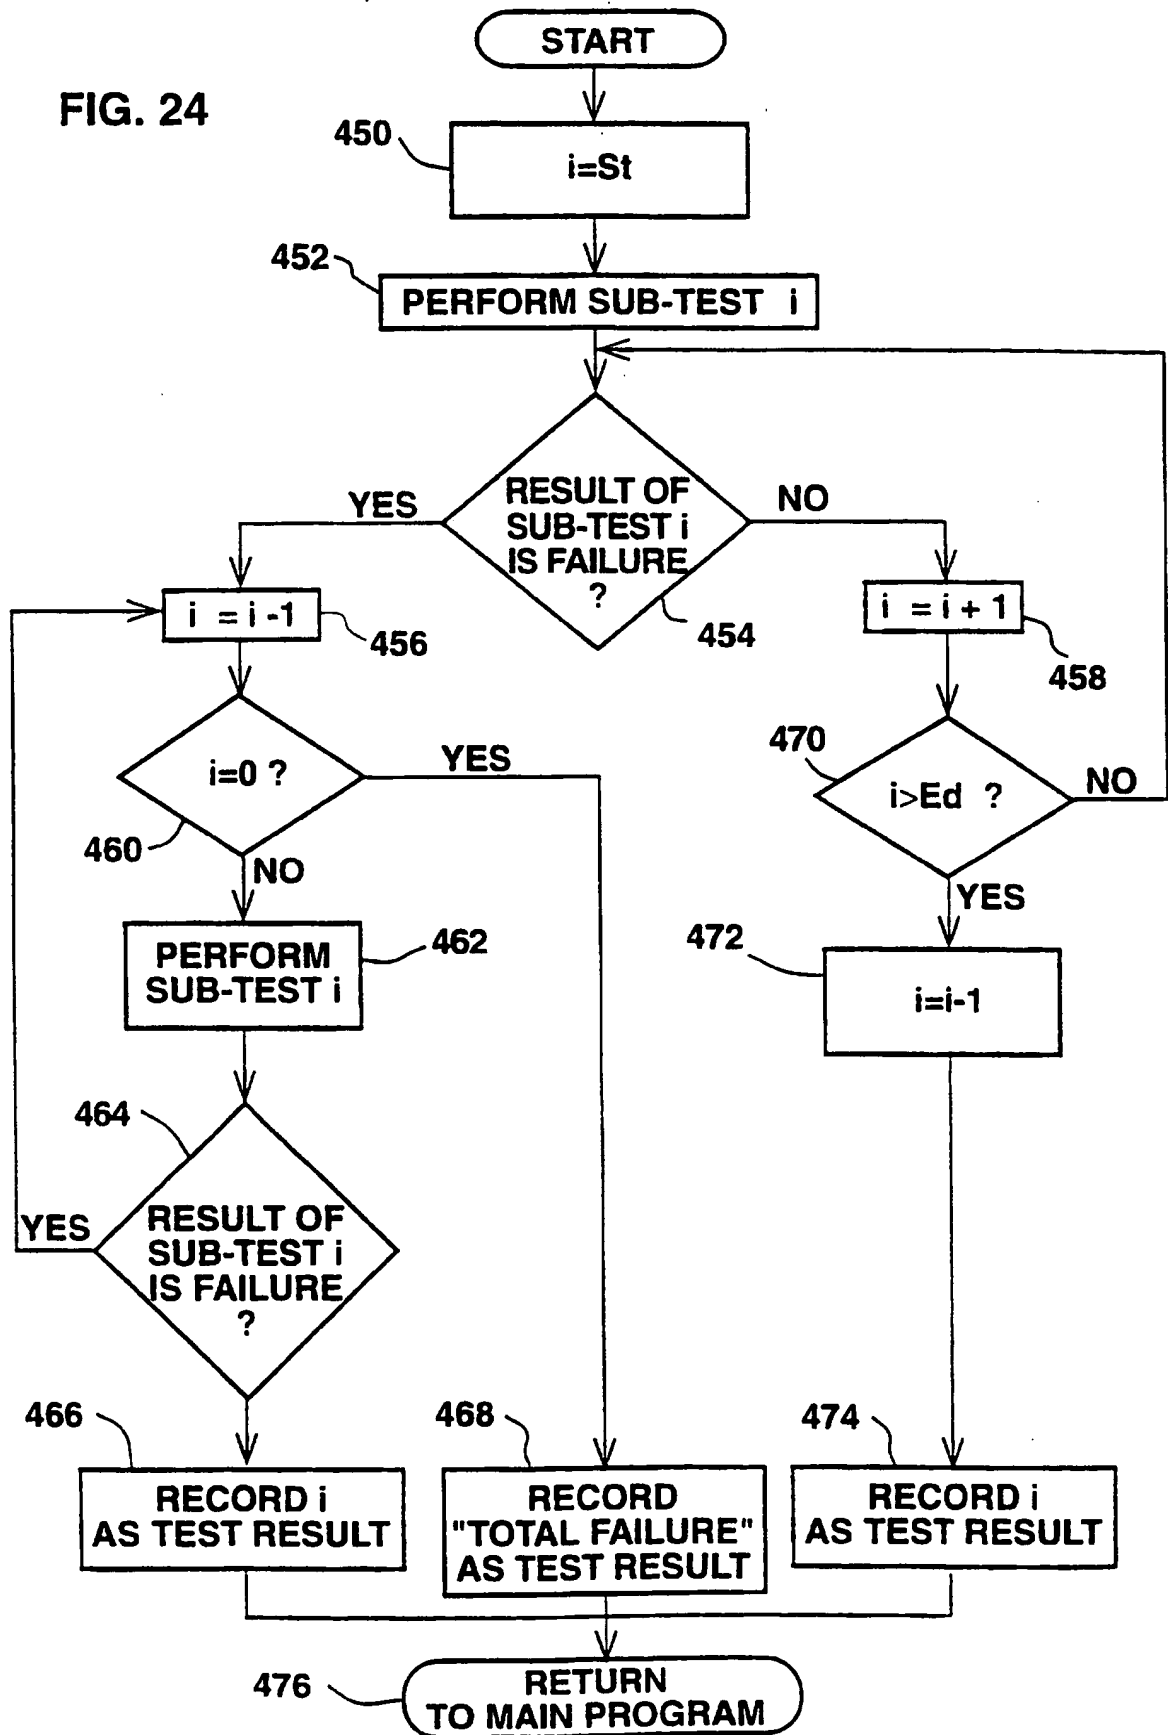 START
FIG. 24
450
i=St
452
PERFORM SUB-TEST i
YES
RESULT OF
SUB-TEST i
IS FAILURE
?
NO
454
i = i -1
456
i = i + 1
458
i=0 ?
YES
460
NO
470
i>Ed ?
NO
YES
PERFORM
SUB-TEST i
462
472
i=i-1
464
YES
RESULT OF
SUB-TEST i
IS FAILURE
?
466
RECORD i
AS TEST RESULT
468
RECORD
"TOTAL FAILURE"
AS TEST RESULT
474
RECORD i
AS TEST RESULT
476
RETURN
TO MAIN PROGRAM